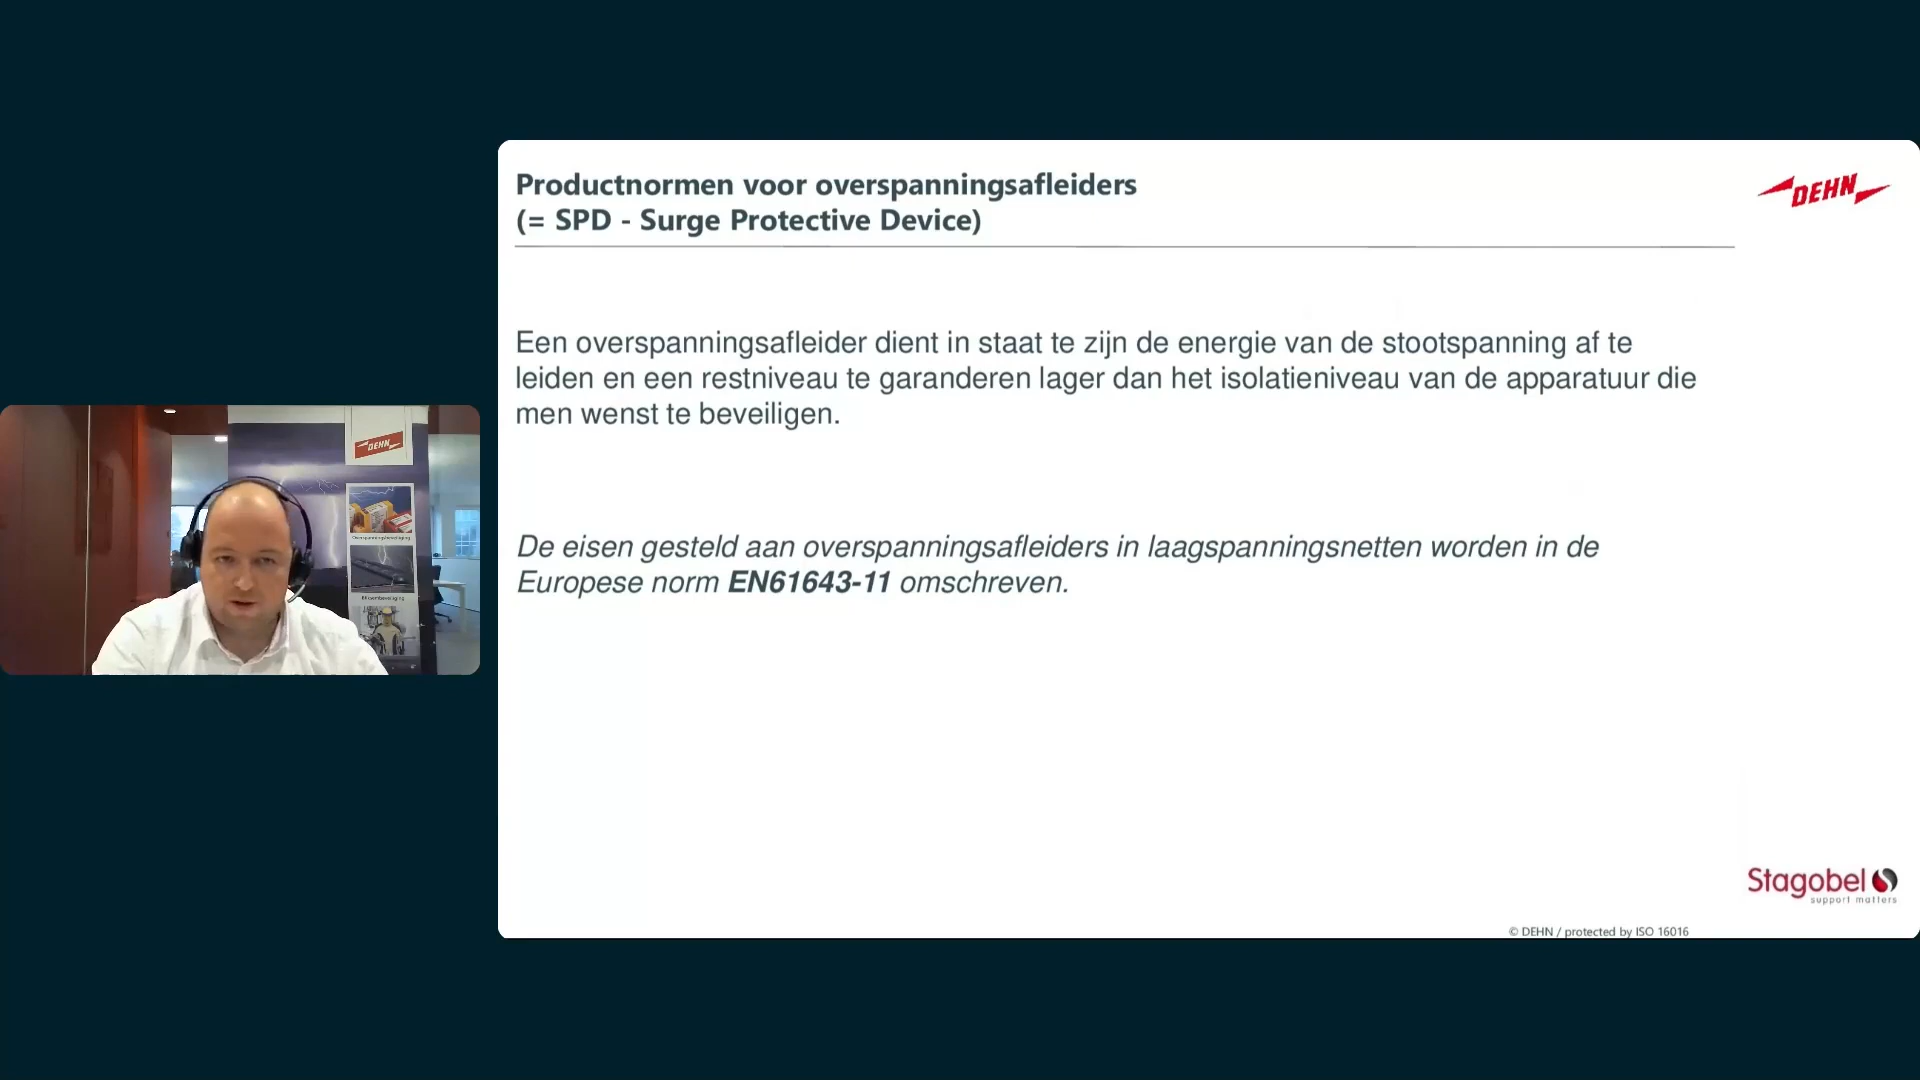 Productnormen voor overspanningsafleiders
(= SPD - Surge Protective Device)
DEHN
Een overspanningsafleider dient in staat te zijn de energie van de stootspanning af te
leiden en een restniveau te garanderen lager dan het isolatieniveau van de apparatuur die
men wenst te beveiligen.
De eisen gesteld aan overspanningsafleiders in laagspanningsnetten worden in de
Europese norm EN61643-11 omschreven.
DEHN
Overspanningsbeveiliging
Bliksembeveiliging
Stagobel
support matters
© DEHN / protected by ISO 16016